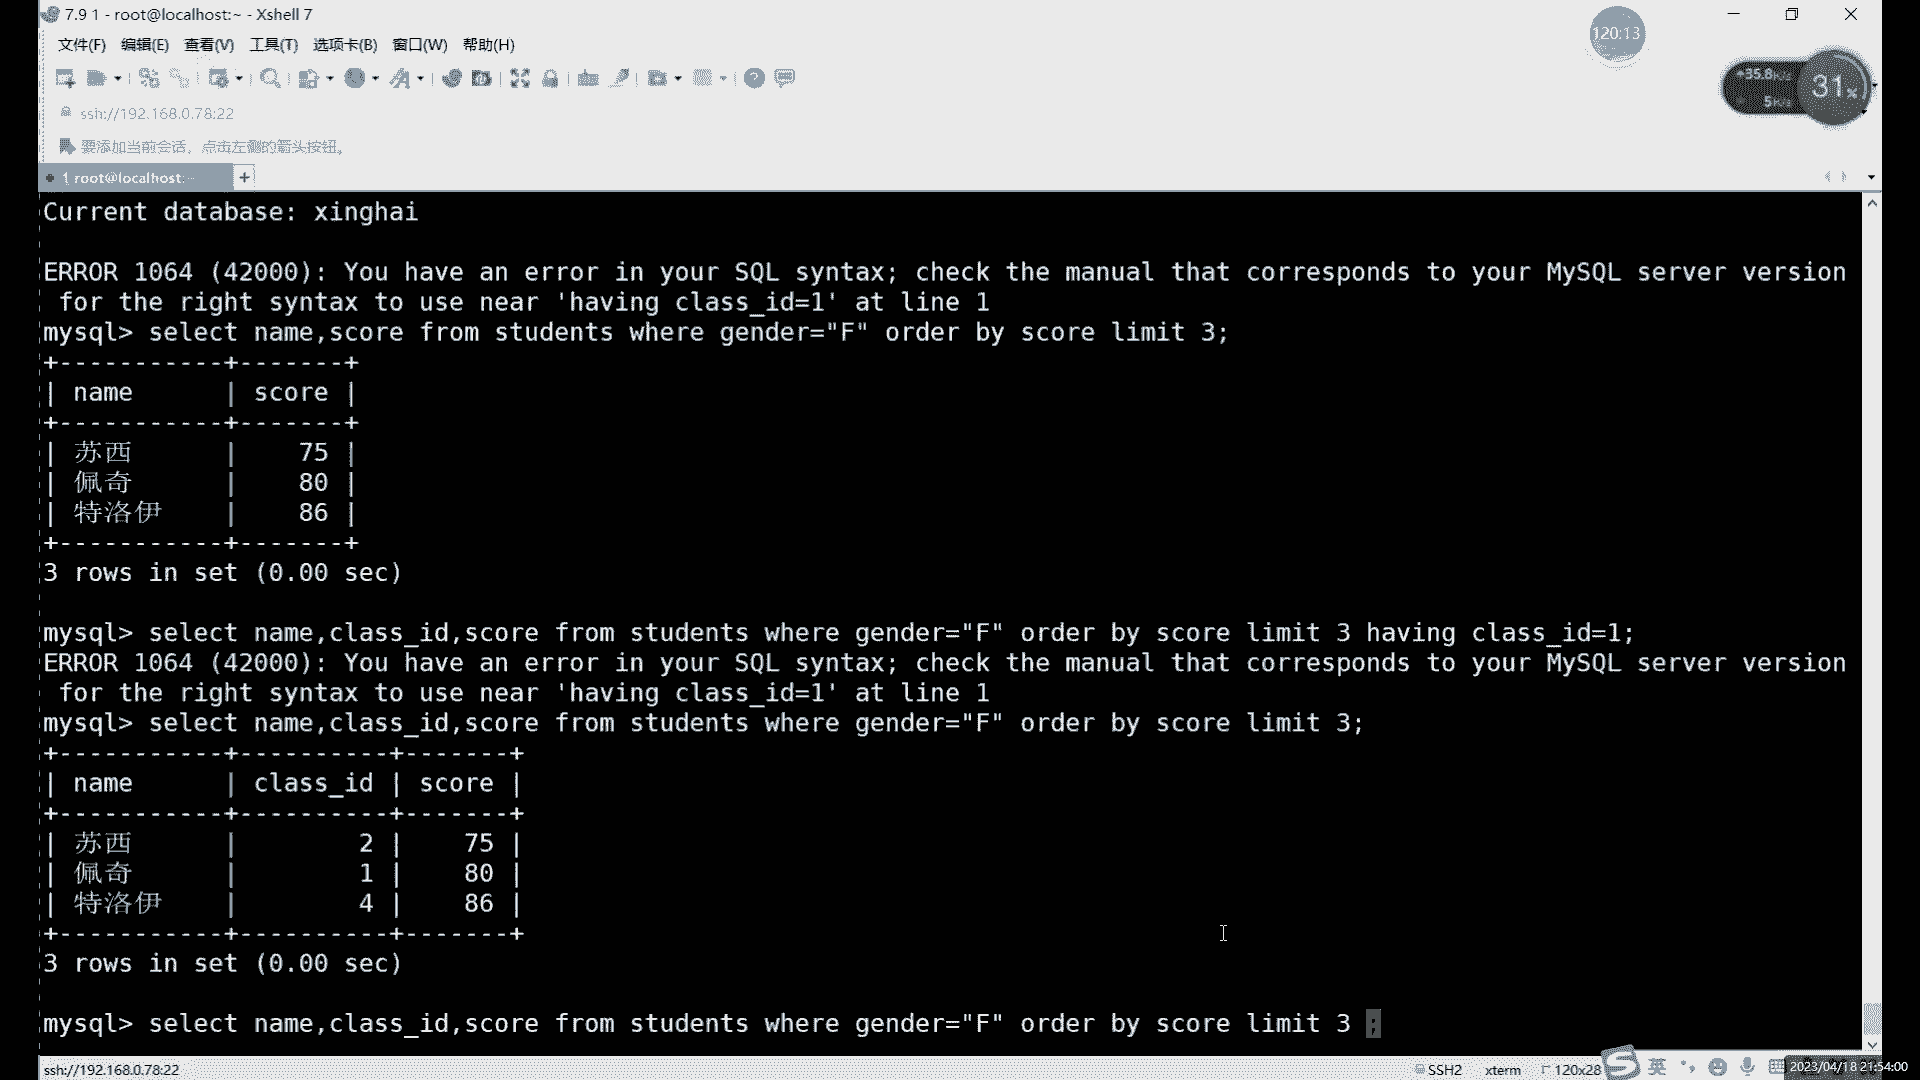 7.9 1 - root@localhost:~ - Xshell 7
120:13
文件(F) 编辑(E) 查看(V) 工具(T) 选项卡(B) 窗口(W) 帮助(H)
31%
5K/s
ssh://192.168.0.78:22
要添加当前会话，点击左侧的箭头按钮。
1 root@localhost:~
Current database: xinghai
ERROR 1064 (42000): You have an error in your SQL syntax; check the manual that corresponds to your MySQL server version
for the right syntax to use near 'having class_id=1' at line 1
mysql> select name,score from students where gender="F" order by score limit 3;
+-----------+-------+
| name      | score |
+-----------+-------+
| 苏西      |    75 |
| 佩奇      |    80 |
| 特洛伊    |    86 |
+-----------+-------+
3 rows in set (0.00 sec)
mysql> select name,class_id,score from students where gender="F" order by score limit 3 having class_id=1;
ERROR 1064 (42000): You have an error in your SQL syntax; check the manual that corresponds to your MySQL server version
for the right syntax to use near 'having class_id=1' at line 1
mysql> select name,class_id,score from students where gender="F" order by score limit 3;
+-----------+----------+-------+
| name      | class_id | score |
+-----------+----------+-------+
| 苏西      |        2 |    75 |
| 佩奇      |        1 |    80 |
| 特洛伊    |        4 |    86 |
+-----------+----------+-------+
3 rows in set (0.00 sec)
mysql> select name,class_id,score from students where gender="F" order by score limit 3 ;
ssh://192.168.0.78:22 SSH2 xterm 120x28 英 2023/04/18 21:54:00